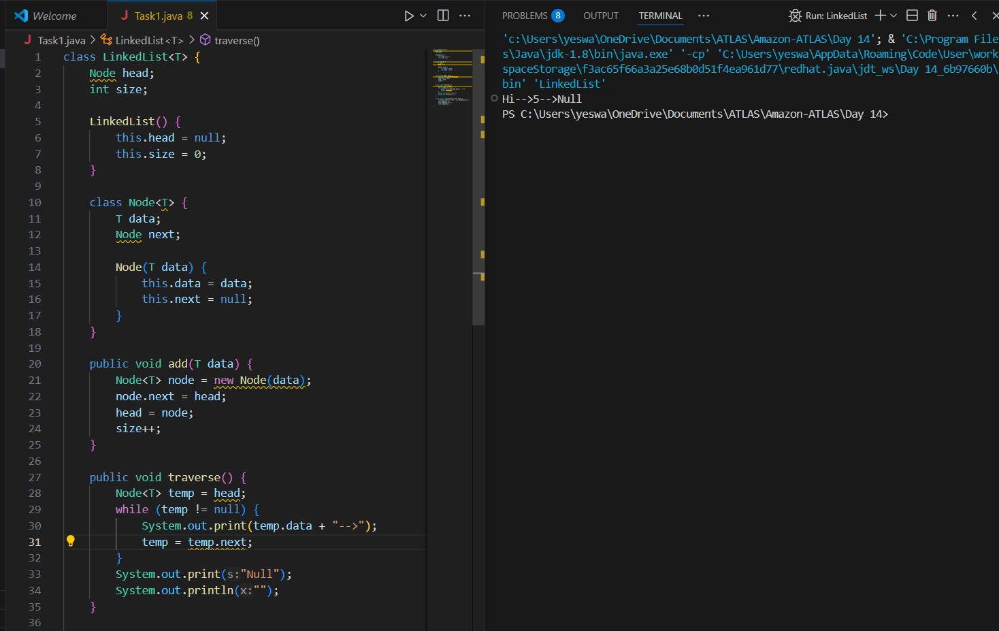 Welcome
J Task1.java 8
J Task1.java > LinkedList<T> > traverse()
1 class LinkedList<T> {
2 Node head;
3 int size;
4
5 LinkedList() {
6 this.head = null;
7 this.size = 0;
8 }
9
10 class Node<T> {
11 T data;
12 Node next;
13
14 Node(T data) {
15 this.data = data;
16 this.next = null;
17 }
18 }
19
20 public void add(T data) {
21 Node<T> node = new Node(data);
22 node.next = head;
23 head = node;
24 size++;
25 }
26
27 public void traverse() {
28 Node<T> temp = head;
29 while (temp != null) {
30 System.out.print(temp.data + "-->");
31 temp = temp.next;
32 }
33 System.out.print(s:"Null");
34 System.out.println(x:"");
35 }
36
PROBLEMS 8 OUTPUT TERMINAL ··· Run: LinkedList
'c:\Users\yeswa\OneDrive\Documents\ATLAS\Amazon-ATLAS\Day 14'; & 'C:\Program File
s\Java\jdk-1.8\bin\java.exe' '-cp' 'C:\Users\yeswa\AppData\Roaming\Code\User\work
spaceStorage\f3ac65f66a3a25e68b0d51f4ea961d77\redhat.java\jdt_ws\Day 14_6b97660b\
bin' 'LinkedList'
Hi-->5-->Null
PS C:\Users\yeswa\OneDrive\Documents\ATLAS\Amazon-ATLAS\Day 14>